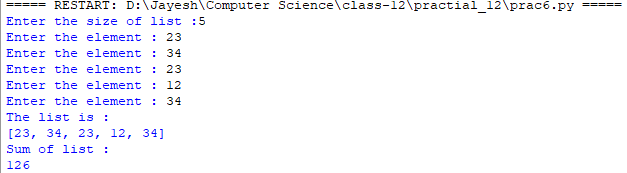 ===== RESTART: D:\Jayesh\Computer Science\class-12\practial_12\prac6.py =====
Enter the size of list :5
Enter the element : 23
Enter the element : 34
Enter the element : 23
Enter the element : 12
Enter the element : 34
The list is :
[23, 34, 23, 12, 34]
Sum of list :
126